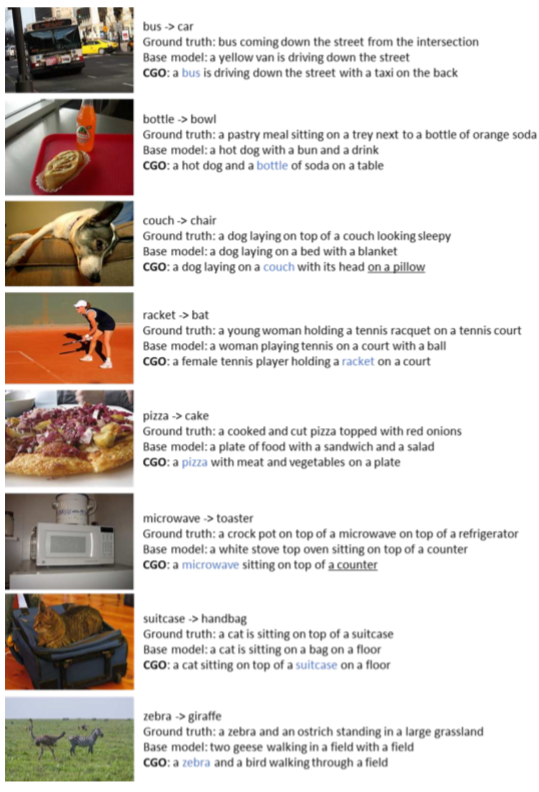 bus -> car
Ground truth: bus coming down the street from the intersection
Base model: a yellow van is driving down the street
CGO: a bus is driving down the street with a taxi on the back
bottle -> bowl
Ground truth: a pastry meal sitting on a trey next to a bottle of orange soda
Base model: a hot dog with a bun and a drink
CGO: a hot dog and a bottle of soda on a table
couch -> chair
Ground truth: a dog laying on top of a couch looking sleepy
Base model: a dog laying on a bed with a blanket
CGO: a dog laying on a couch with its head on a pillow
racket -> bat
Ground truth: a young woman holding a tennis racquet on a tennis court
Base model: a woman playing tennis on a court with a ball
CGO: a female tennis player holding a racket on a court
pizza -> cake
Ground truth: a cooked and cut pizza topped with red onions
Base model: a plate of food with a sandwich and a salad
CGO: a pizza with meat and vegetables on a plate
microwave -> toaster
Ground truth: a crock pot on top of a microwave on top of a refrigerator
Base model: a white stove top oven sitting on top of a counter
CGO: a microwave sitting on top of a counter
suitcase -> handbag
Ground truth: a cat is sitting on top of a suitcase
Base model: a cat is sitting on a bag on a floor
CGO: a cat sitting on top of a suitcase on a floor
zebra -> giraffe
Ground truth: a zebra and an ostrich standing in a large grassland
Base model: two geese walking in a field with a field
CGO: a zebra and a bird walking through a field